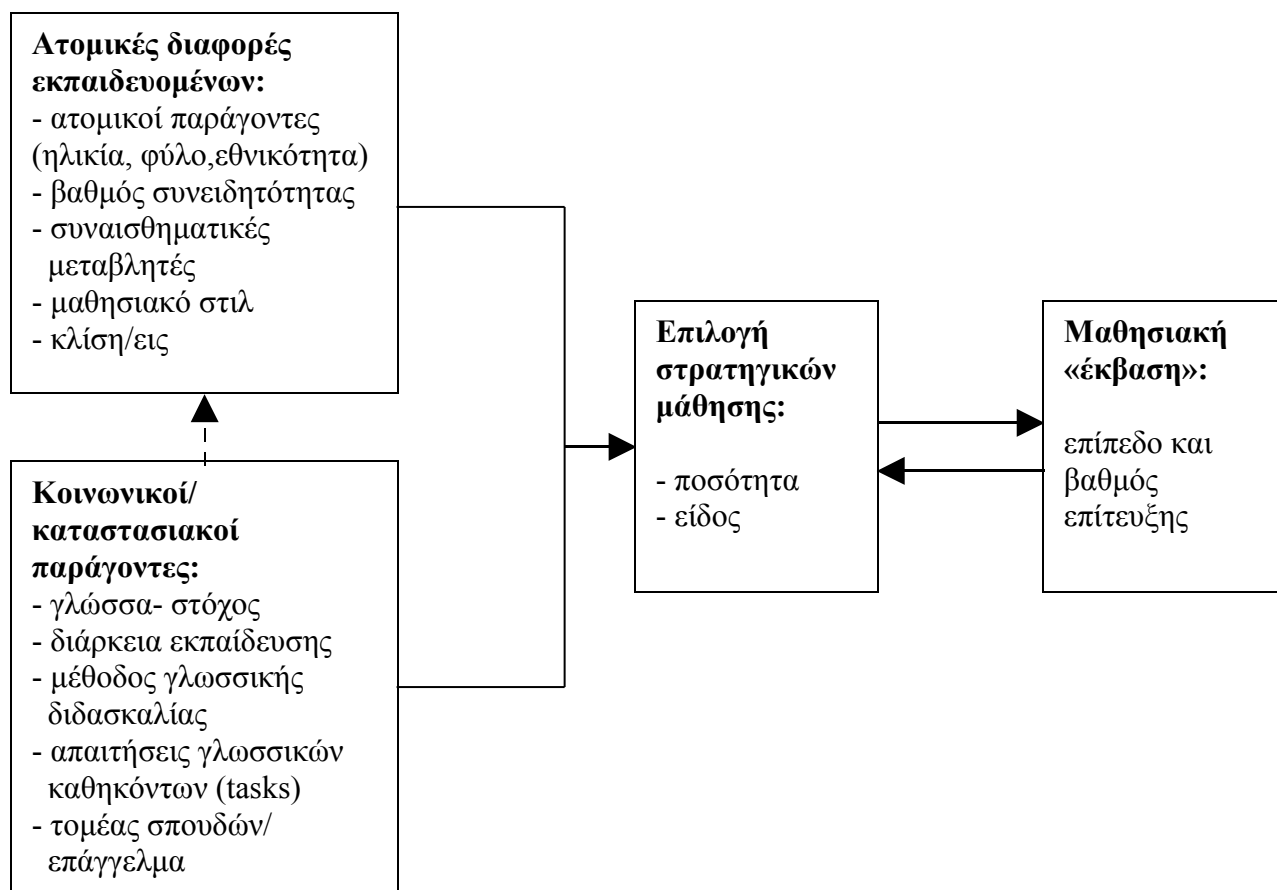 Ατομικές διαφορές
εκπαιδευομένων:
- ατομικοί παράγοντες
(ηλικία, φύλο,εθνικότητα)
- βαθμός συνειδητότητας
- συναισθηματικές
μεταβλητές
- μαθησιακό στιλ
- κλίση/εις
Κοινωνικοί/
καταστασιακοί
παράγοντες:
- γλώσσα- στόχος
- διάρκεια εκπαίδευσης
- μέθοδος γλωσσικής
διδασκαλίας
- απαιτήσεις γλωσσικών
καθηκόντων (tasks)
- τομέας σπουδών/
επάγγελμα
Επιλογή
στρατηγικών
μάθησης:
- ποσότητα
- είδος
Μαθησιακή
«έκβαση»:
επίπεδο και
βαθμός
επίτευξης